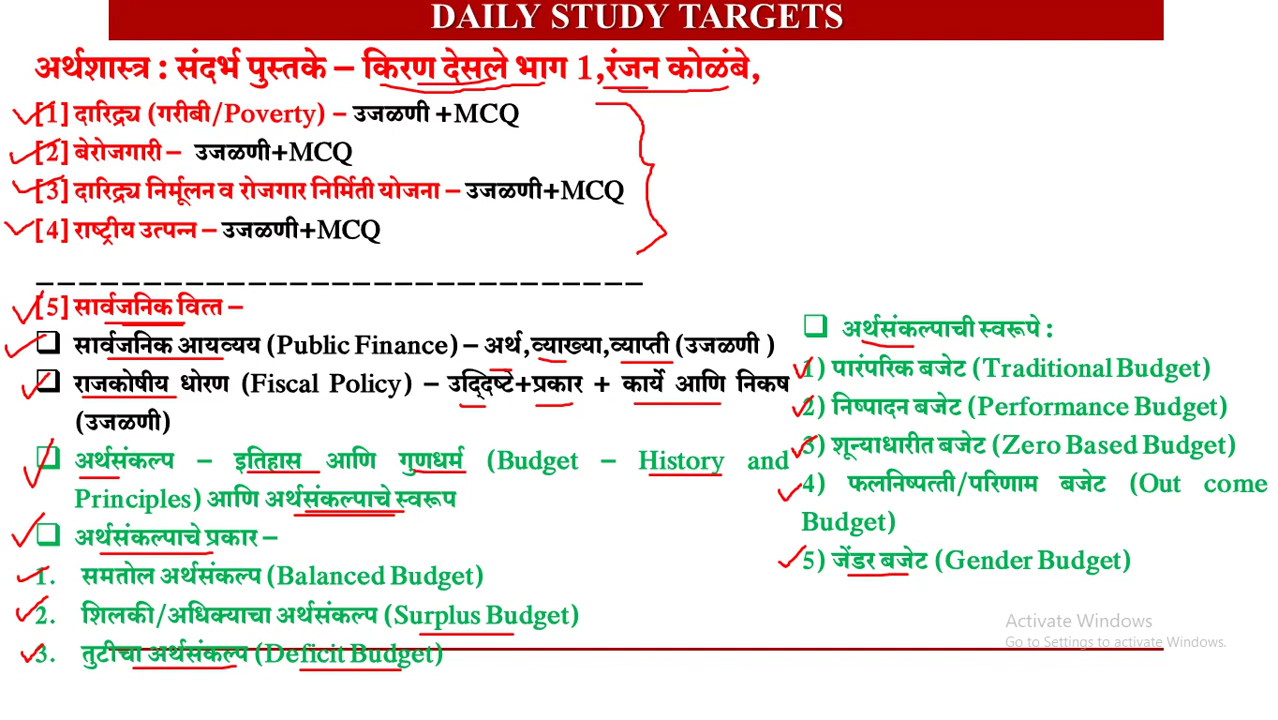 DAILY STUDY TARGETS
अर्थशास्त्र : संदर्भ पुस्तके – किरण देसले भाग 1,रंजन कोळंबे,
[1] दारिद्र्य (गरीबी/Poverty) – उजळणी +MCQ
[2] बेरोजगारी – उजळणी+MCQ
[3] दारिद्र्य निर्मूलन व रोजगार निर्मिती योजना – उजळणी+MCQ
[4] राष्ट्रीय उत्पन्न – उजळणी+MCQ
[5] सार्वजनिक वित्त –
सार्वजनिक आयव्यय (Public Finance) – अर्थ,व्याख्या,व्याप्ती (उजळणी )
राजकोषीय धोरण (Fiscal Policy) – उद्दिष्टे+प्रकार + कार्ये आणि निकष
(उजळणी)
अर्थसंकल्प – इतिहास आणि गुणधर्म (Budget – History and
Principles) आणि अर्थसंकल्पाचे स्वरूप
अर्थसंकल्पाचे प्रकार –
1. समतोल अर्थसंकल्प (Balanced Budget)
2. शिलकी/अधिक्याचा अर्थसंकल्प (Surplus Budget)
3. तुटीचा अर्थसंकल्प (Deficit Budget)
अर्थसंकल्पाची स्वरूपे :
1) पारंपरिक बजेट (Traditional Budget)
2) निष्पादन बजेट (Performance Budget)
3) शून्याधारीत बजेट (Zero Based Budget)
4) फलनिष्पत्ती/परिणाम बजेट (Out come
Budget)
5) जेंडर बजेट (Gender Budget)
Activate Windows
Go to Settings to activate Windows.